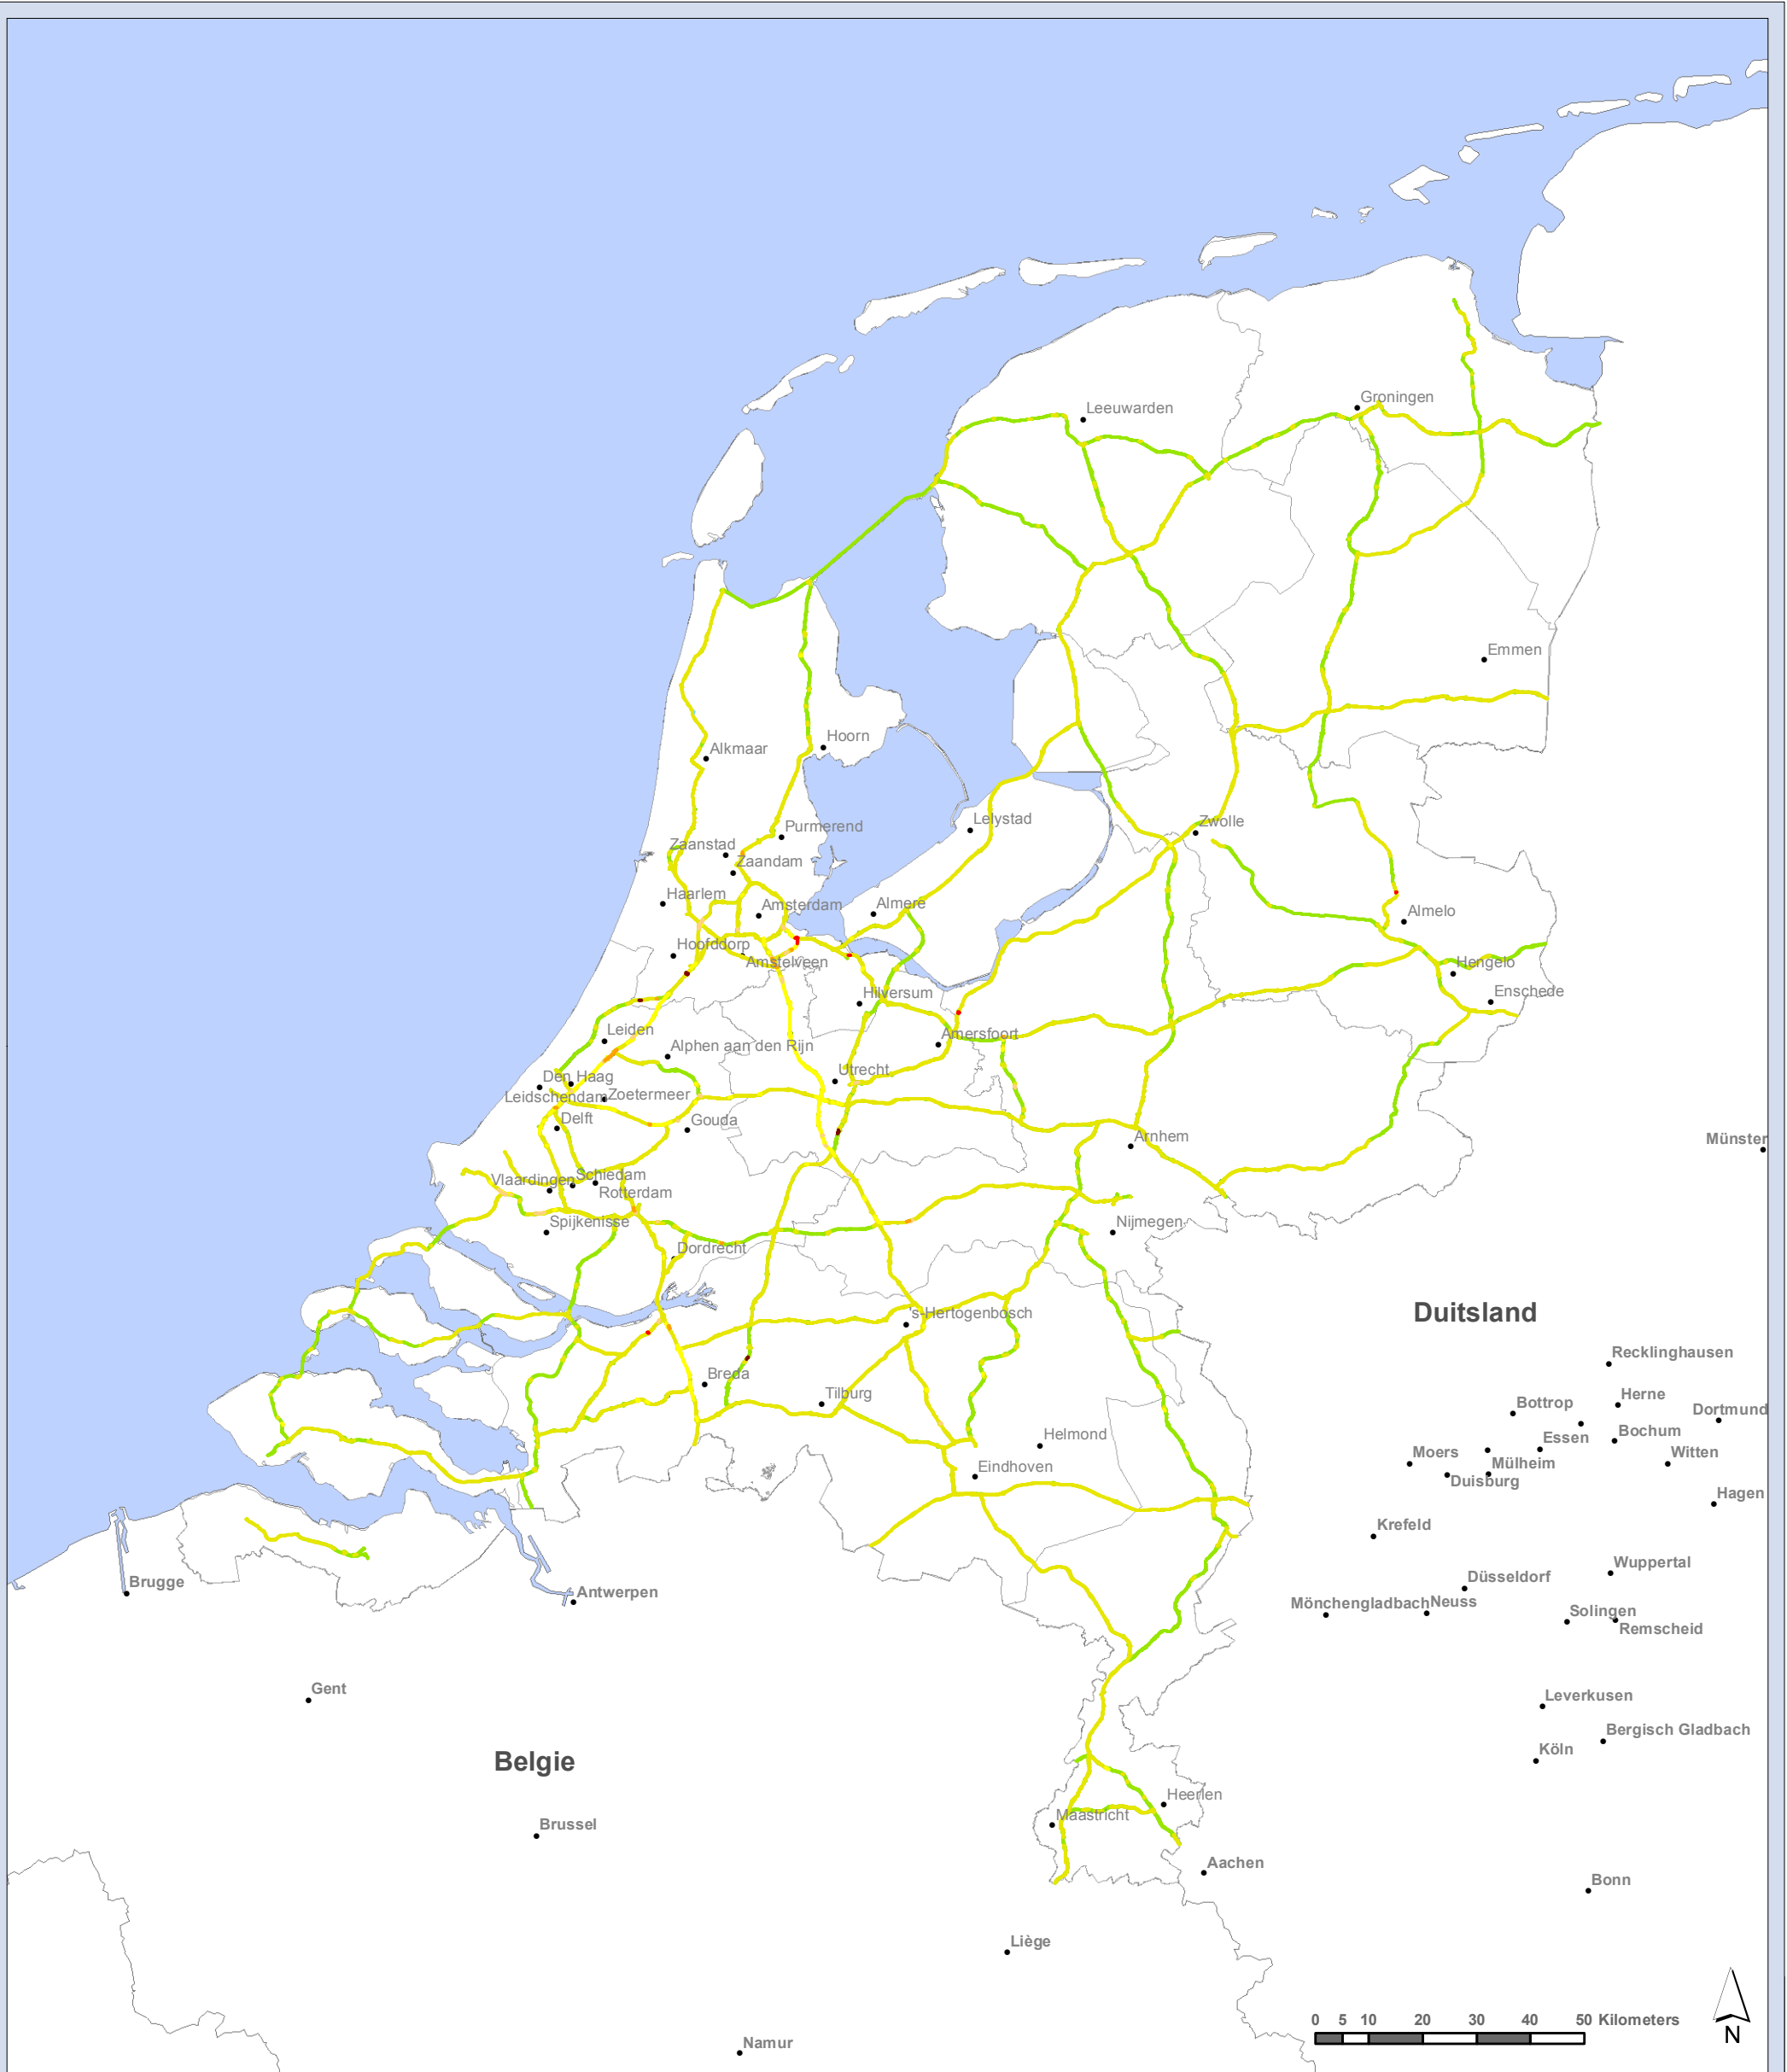 Leeuwarden
Groningen
Emmen
Hoorn
Alkmaar
Lelystad
Zwolle
Purmerend
Zaanstad
Zaandam
Haarlem
Amsterdam
Almere
Almelo
Hoofddorp
Amstelveen
Hengelo
Hilversum
Enschede
Leiden
Amersfoort
Alphen aan den Rijn
Utrecht
Den Haag
Leidschendam
Zoetermeer
Delft
Gouda
Arnhem
Münster
Vlaardingen
Schiedam
Rotterdam
Spijkenisse
Nijmegen
Dordrecht
's-Hertogenbosch
Duitsland
Recklinghausen
Breda
Tilburg
Bottrop
Herne
Dortmund
Helmond
Essen
Bochum
Moers
Mülheim
Witten
Eindhoven
Duisburg
Hagen
Krefeld
Wuppertal
Brugge
Antwerpen
Düsseldorf
Mönchengladbach
Neuss
Solingen
Remscheid
Gent
Leverkusen
Bergisch Gladbach
Belgie
Köln
Heerlen
Maastricht
Brussel
Aachen
Bonn
Liège
0 5 10 20 30 40 50 Kilometers
N
Namur